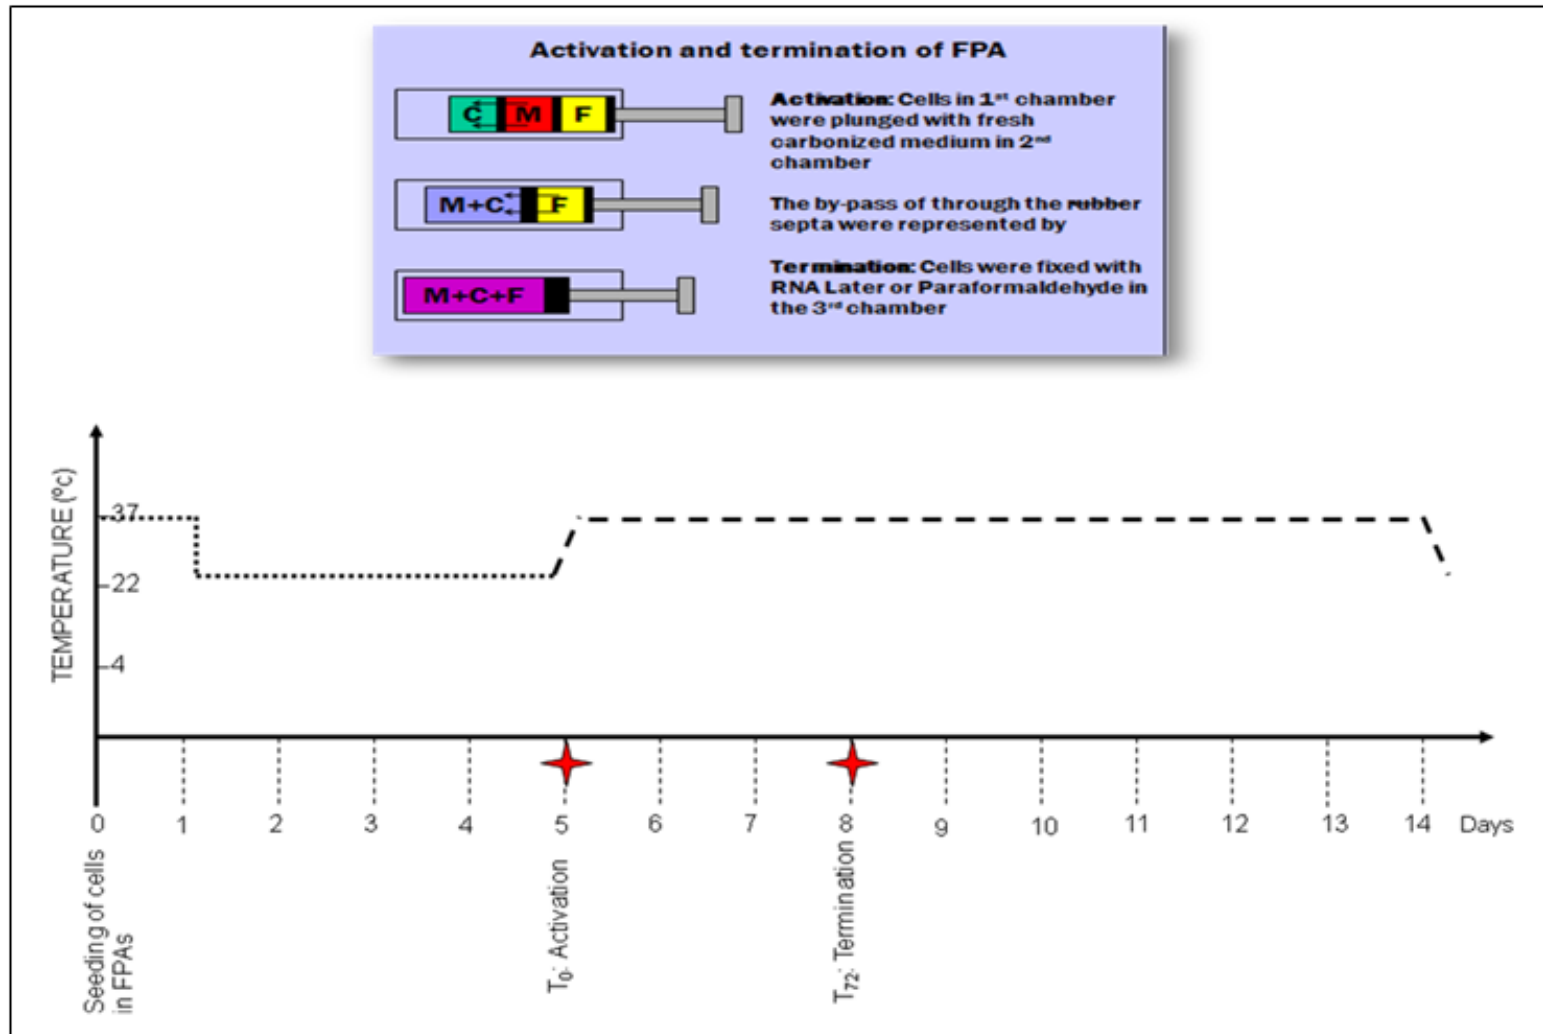 Activation and termination of FPA
C M F
Activation: Cells in 1st chamber
were plunged with fresh
carbonized medium in 2nd
chamber
M+C F
The by-pass of through the rubber
septa were represented by
M+C+F
Termination: Cells were fixed with
RNA Later or Paraformaldehyde in
the 3rd chamber
TEMPERATURE (ºc)
37
22
4
0 1 2 3 4 5 6 7 8 9 10 11 12 13 14 Days
Seeding of cells
in FPAs
T0: Activation
T72: Termination